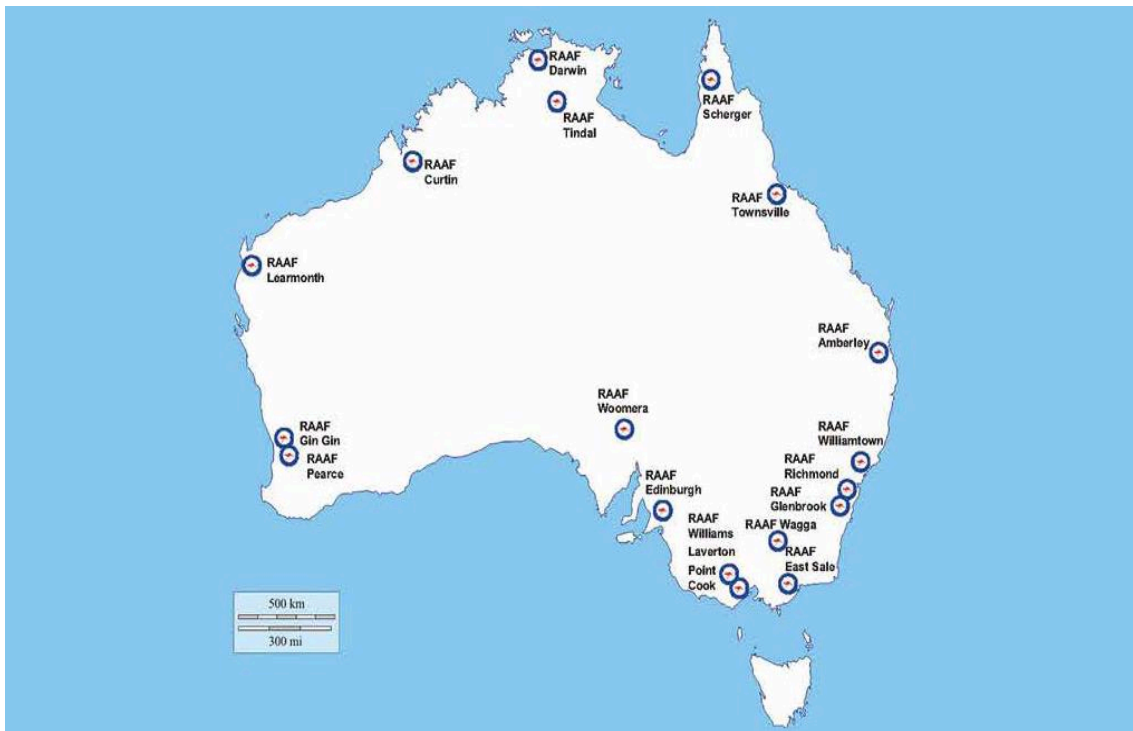 RAAF
Darwin
RAAF
Scherger
RAAF
Tindal
RAAF
Curtin
RAAF
Townsville
RAAF
Learmonth
RAAF
Amberley
RAAF
Woomera
RAAF
Gin Gin
RAAF
Pearce
RAAF
Williamtown
RAAF
Richmond
RAAF
Edinburgh
RAAF
Glenbrook
RAAF
Williams
RAAF Wagga
Laverton
RAAF
East Sale
Point
Cook
500 km
300 mi